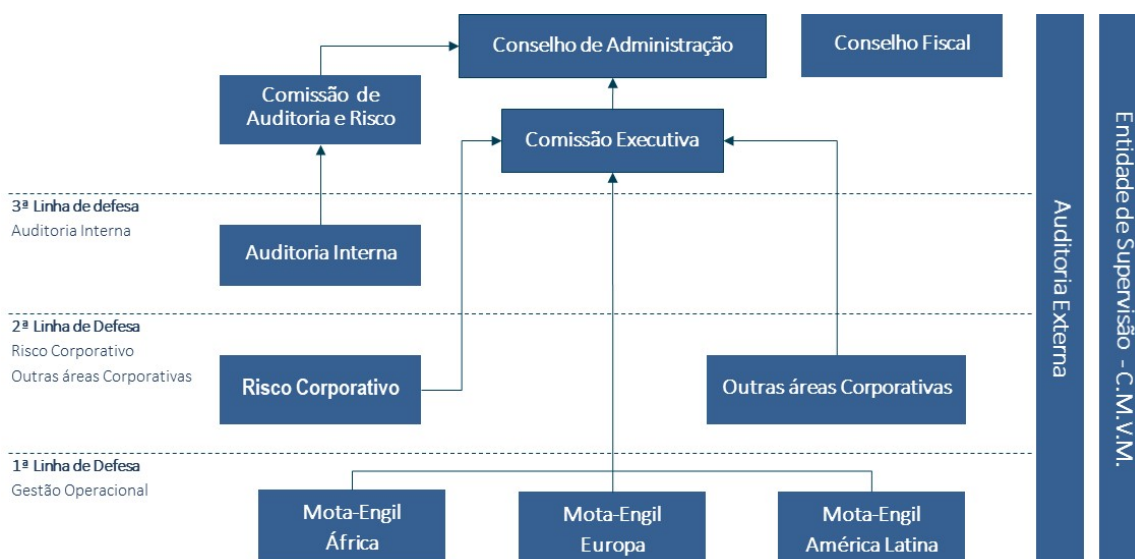 Conselho de Administração
Conselho Fiscal
Comissão de
Auditoria e Risco
Comissão Executiva
3ª Linha de defesa
Auditoria Interna
Auditoria Interna
2ª Linha de Defesa
Risco Corporativo
Outras áreas Corporativas
Risco Corporativo
Outras áreas Corporativas
1ª Linha de Defesa
Gestão Operacional
Mota-Engil
África
Mota-Engil
Europa
Mota-Engil
América Latina
Auditoria Externa
Entidade de Supervisão - C.M.V.M.